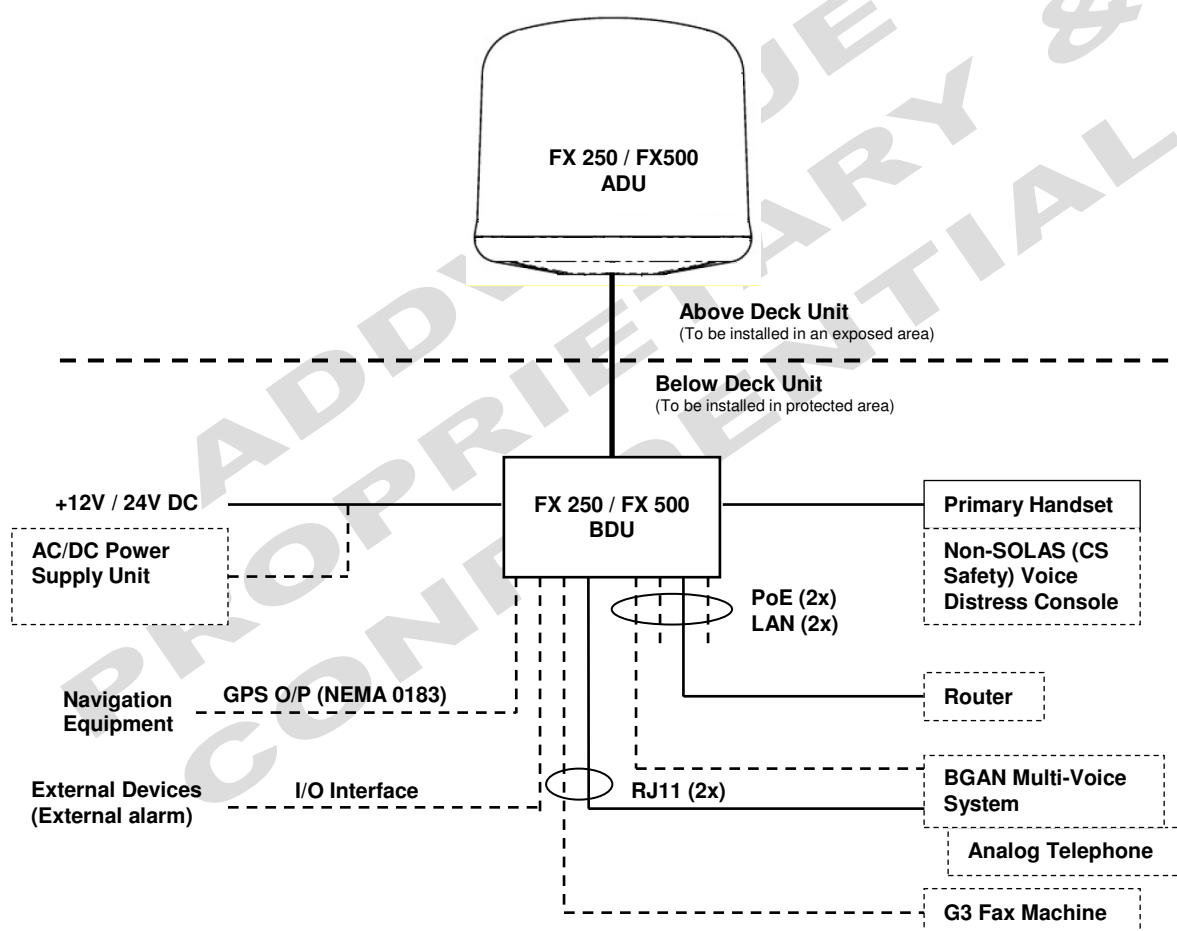 FX 250 / FX500
ADU
Above Deck Unit
(To be installed in an exposed area)
Below Deck Unit
(To be installed in protected area)
+12V / 24V DC
AC/DC Power
Supply Unit
FX 250 / FX 500
BDU
Primary Handset
Non-SOLAS (CS
Safety) Voice
Distress Console
PoE (2x)
LAN (2x)
Navigation
Equipment
GPS O/P (NEMA 0183)
Router
External Devices
(External alarm)
I/O Interface
RJ11 (2x)
BGAN Multi-Voice
System
Analog Telephone
G3 Fax Machine